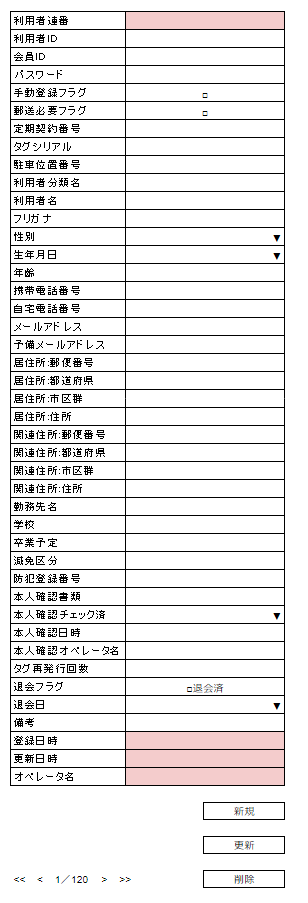 利用者連番
利用者ID
会員ID
パスワード
手動登録フラグ □
郵送必要フラグ □
定期契約番号
タグシリアル
駐車位置番号
利用者分類名
利用者名
フリガナ
性別 ▼
生年月日 ▼
年齢
携帯電話番号
自宅電話番号
メールアドレス
予備メールアドレス
居住所:郵便番号
居住所:都道府県
居住所:市区群
居住所:住所
関連住所:郵便番号
関連住所:都道府県
関連住所:市区群
関連住所:住所
勤務先名
学校
卒業予定
減免区分
防犯登録番号
本人確認書類
本人確認チェック済 ▼
本人確認日時
本人確認オペレータ名
タグ再発行回数
退会フラグ □退会済
退会日 ▼
備考
登録日時
更新日時
オペレータ名
新規
更新
<< < 1／120 > >> 削除